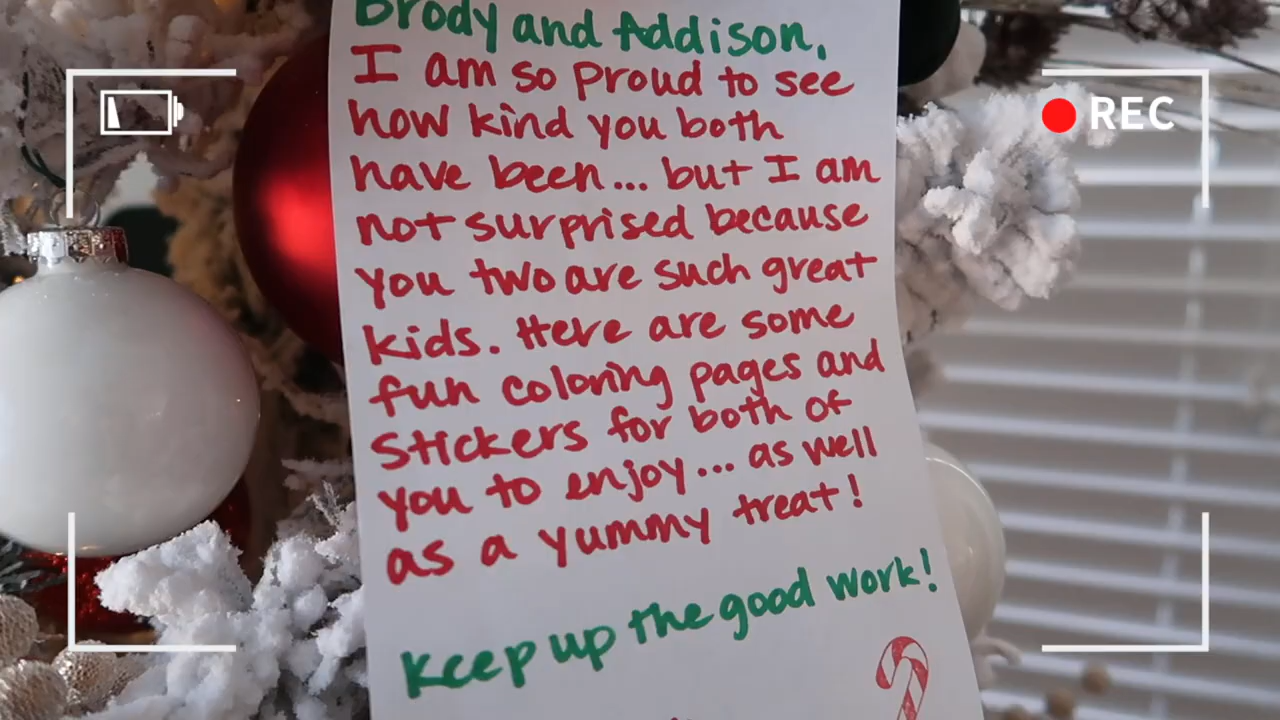 Brody and Addison,
I am so proud to see
how kind you both
have been... but I am
not surprised because
you two are such great
kids. Here are some
fun coloring pages and
stickers for both of
you to enjoy... as well
as a yummy treat!
Keep up the good work!
REC